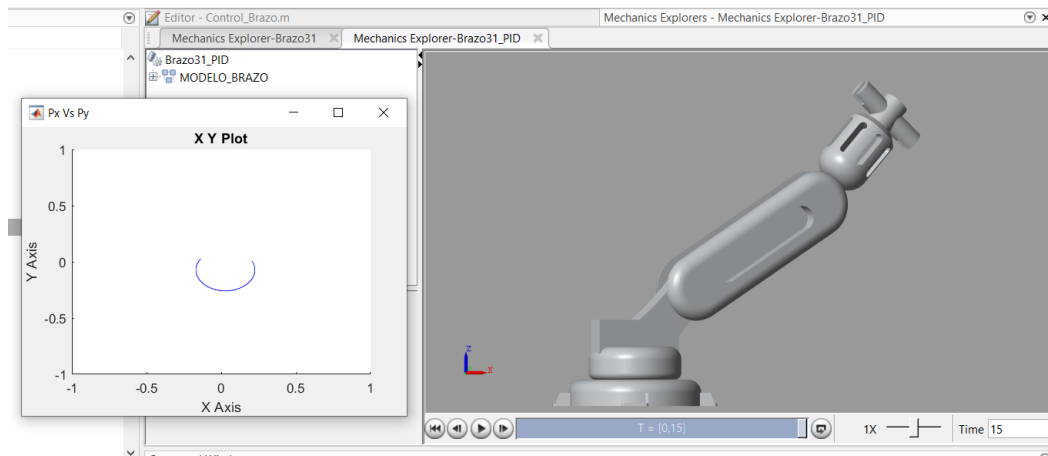 Editor - Control_Brazo.m
Mechanics Explorers - Mechanics Explorer-Brazo31_PID
Mechanics Explorer-Brazo31
Mechanics Explorer-Brazo31_PID
Brazo31_PID
MODELO_BRAZO
Px Vs Py
X Y Plot
1
0.5
0
-0.5
-1
Y Axis
-1
-0.5
0
0.5
1
X Axis
z
x
T = [0,15]
1X
Time 15